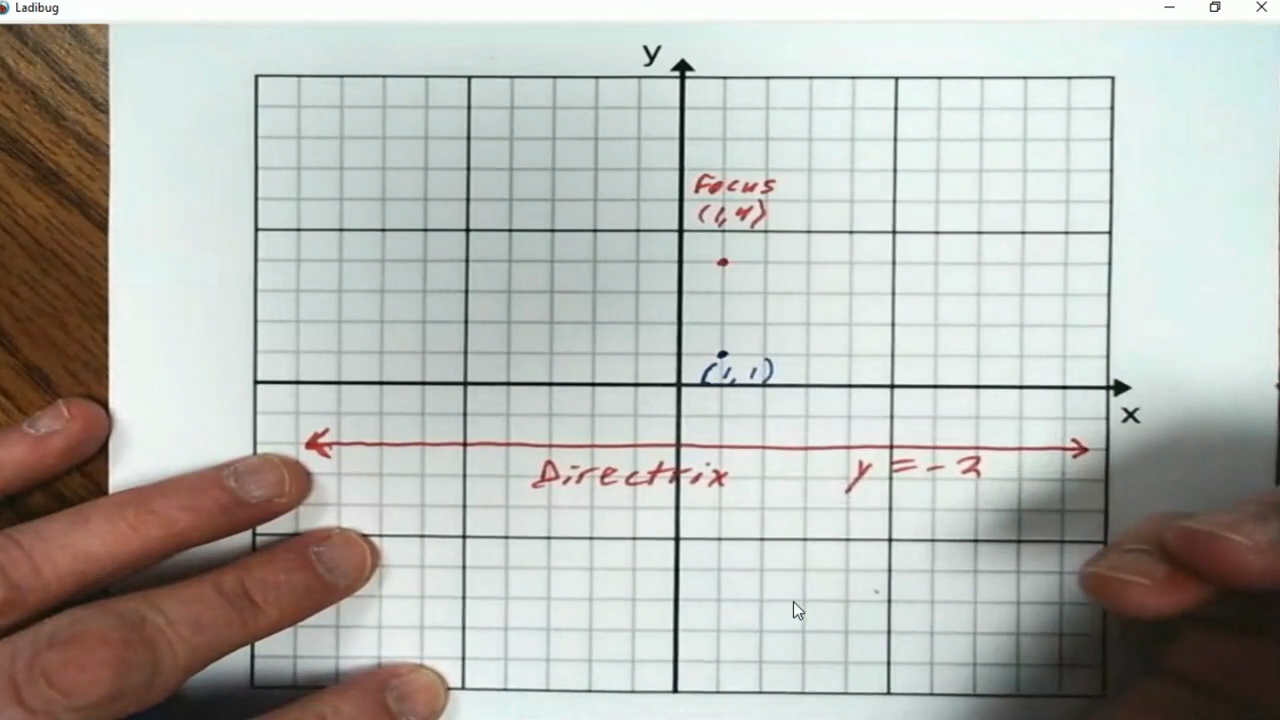 Ladibug
y
Focus
(1,4)
(1,1)
x
Directrix y = -2